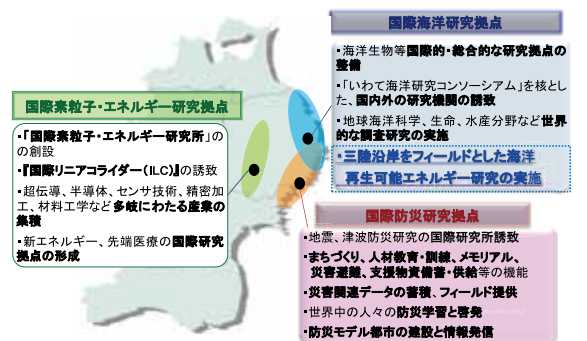 国際海洋研究拠点
・海洋生物等国際的・総合的な研究拠点の
整備
・「いわて海洋研究コンソーシアム」を核とし
た、国内外の研究機関の誘致
・地球海洋科学、生命、水産分野など世界
的な調査研究の実施
・三陸沿岸をフィールドとした海洋
再生可能エネルギー研究の実施
国際素粒子・エネルギー研究拠点
・「国際素粒子・エネルギー研究所」の
の創設
・『国際リニアコライダー(ILC)』の誘致
・超伝導、半導体、センサ技術、精密加
工、材料工学など多岐にわたる産業の
集積
・新エネルギー、先端医療の国際研究
拠点の形成
国際防災研究拠点
・地震、津波防災研究の国際研究所誘致
・まちづくり、人材教育・訓練、メモリアル、
災害避難、支援物資備蓄・供給等の機能
・災害関連データの蓄積、フィールド提供
・世界中の人々の防災学習と啓発
・防災モデル都市の建設と情報発信